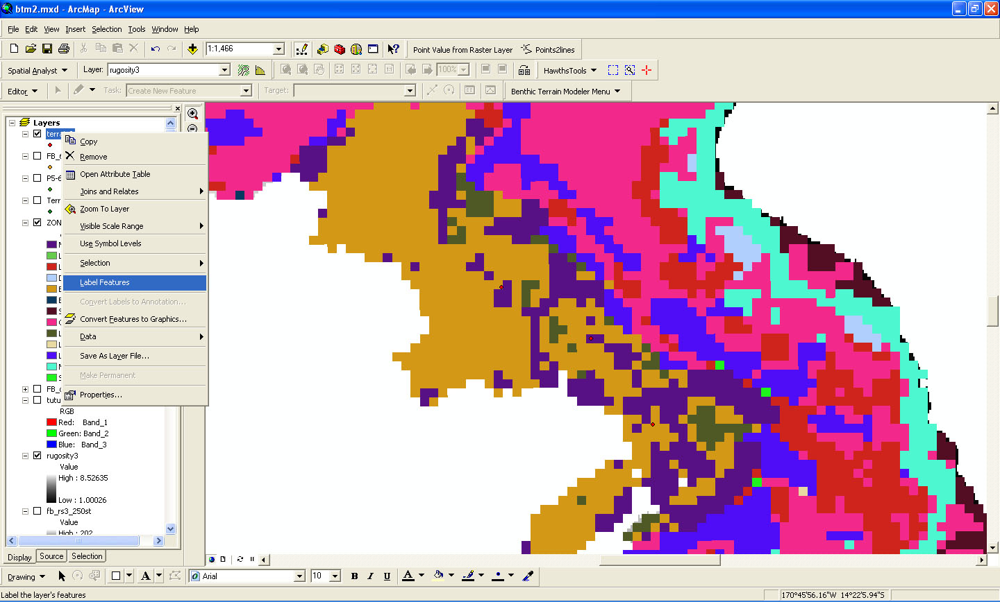 btm2.mxd - ArcMap - ArcView
File Edit View Insert Selection Tools Window Help
1:1,466 Point Value from Raster Layer Points2lines
Spatial Analyst Layer: rugosity3 1:1 100% HawthsTools
Editor Task: Create New Feature Target: Benthic Terrain Modeler Menu
Layers
FB_
P5-6
Terr
ZON
Copy
Remove
Open Attribute Table
Joins and Relates
Zoom To Layer
Visible Scale Range
Use Symbol Levels
Selection
Label Features
Convert Labels to Annotation...
Convert Features to Graphics...
Data
Save As Layer File...
Make Permanent
Properties...
tutu
RGB
Red: Band_1
Green: Band_2
Blue: Band_3
rugosity3
Value
High : 8.52635
Low : 1.00026
fb_rs3_250st
Value
High : 202
Display Source Selection
Drawing A Arial 10 B I U A
Label the layer's features 170°45'56.16"W 14°22'5.94"S